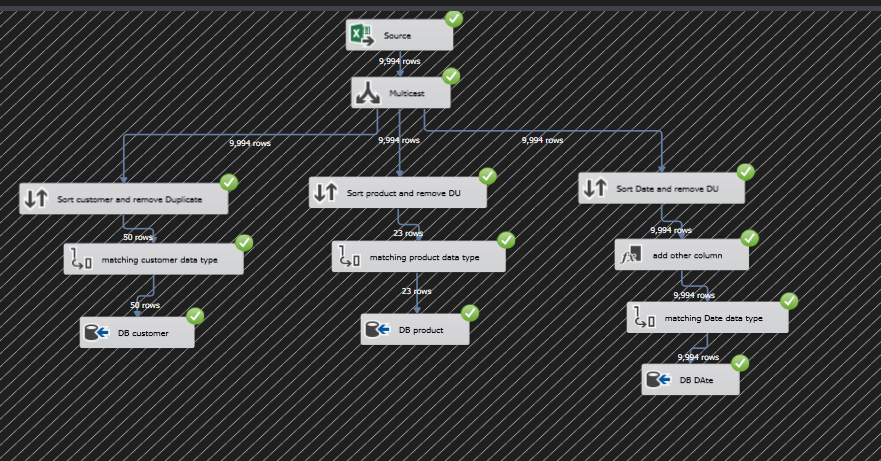 Source
9,994 rows
Multicast
9,994 rows
9,994 rows
9,994 rows
Sort customer and remove Duplicate
Sort product and remove DU
Sort Date and remove DU
50 rows
23 rows
9,994 rows
matching customer data type
matching product data type
add other column
50 rows
23 rows
9,994 rows
DB customer
DB product
matching Date data type
9,994 rows
DB DAte